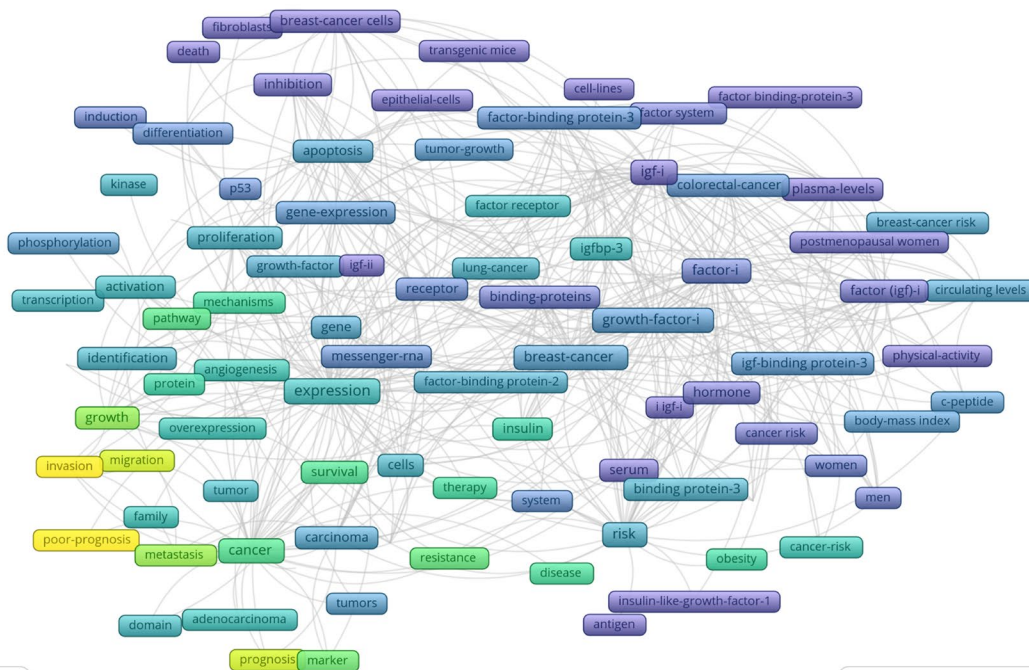 breast-cancer cells
fibroblasts
death
transgenic mice
inhibition
epithelial-cells
cell-lines
factor binding-protein-3
factor system
factor-binding protein-3
induction
differentiation
apoptosis
tumor-growth
igf-i
colorectal-cancer
plasma-levels
kinase
p53
factor receptor
gene-expression
breast-cancer risk
postmenopausal women
phosphorylation
proliferation
igfbp-3
growth-factor
igf-ii
lung-cancer
factor-i
transcription
activation
receptor
binding-proteins
factor (igf)-i
circulating levels
mechanisms
pathway
gene
growth-factor-i
identification
messenger-rna
breast-cancer
igf-binding protein-3
physical-activity
angiogenesis
protein
expression
factor-binding protein-2
hormone
i igf-i
c-peptide
growth
overexpression
insulin
cancer risk
body-mass index
invasion
migration
survival
cells
serum
women
tumor
therapy
system
binding protein-3
men
family
poor-prognosis
metastasis
cancer
carcinoma
resistance
disease
risk
obesity
cancer-risk
tumors
insulin-like-growth-factor-1
domain
adenocarcinoma
antigen
prognosis
marker